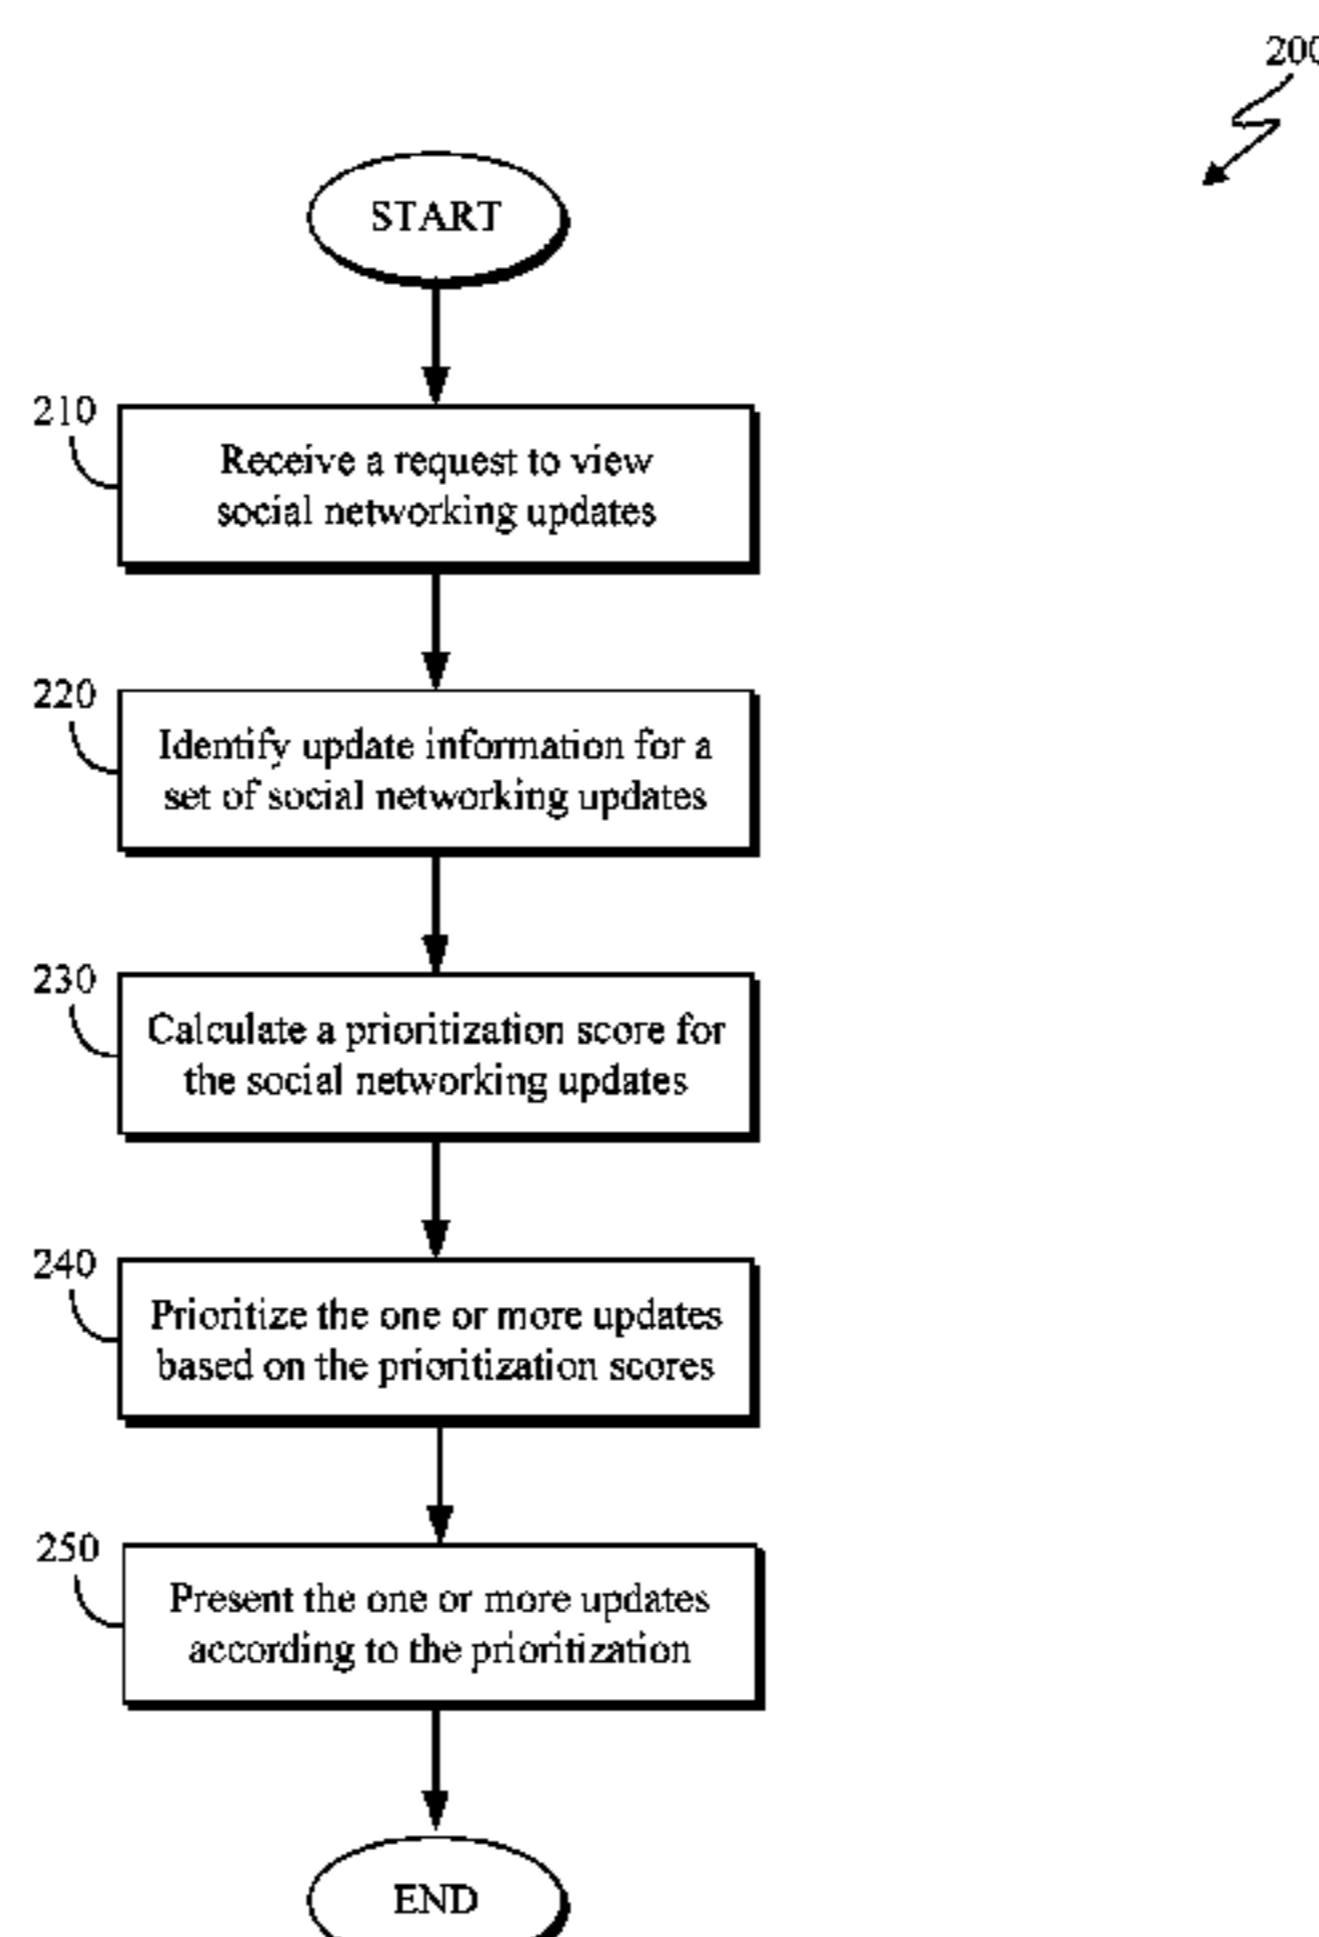 200
START
210
Receive a request to view
social networking updates
220
Identify update information for a
set of social networking updates
230
Calculate a prioritization score for
the social networking updates
240
Prioritize the one or more updates
based on the prioritization scores
250
Present the one or more updates
according to the prioritization
END